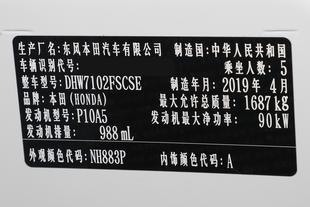 生产厂名:东风本田汽车有限公司 制造国:中华人民共和国
车辆识别代号: 乘坐人数:5
整车型号:DHW7102FSCSE 制造年月:2019年4月
品牌:本田(HONDA) 最大允许总质量:1687kg
发动机型号:P10A5 发动机最大净功率:90kW
发动机排量: 988mL
外观颜色代码:NH883P 内饰颜色代码:A